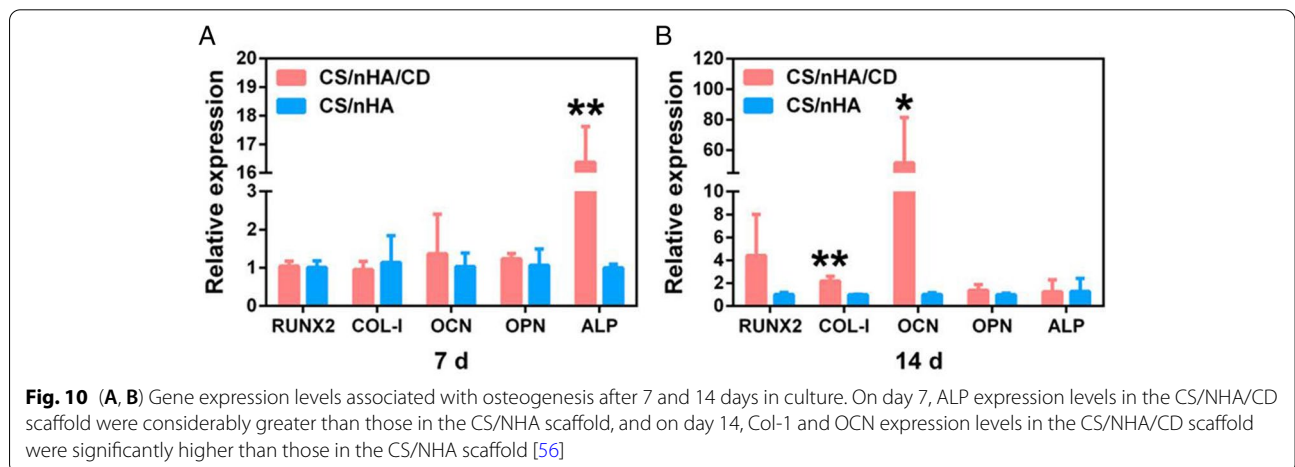 A
B
Relative expression
20
19
18
17
16
3
2
1
0
CS/nHA/CD
CS/nHA
**
RUNX2 COL-I OCN OPN ALP
7 d
Relative expression
120
100
80
60
40
10
8
6
4
2
0
CS/nHA/CD
CS/nHA
**
*
RUNX2 COL-I OCN OPN ALP
14 d
Fig. 10 (A, B) Gene expression levels associated with osteogenesis after 7 and 14 days in culture. On day 7, ALP expression levels in the CS/NHA/CD
scaffold were considerably greater than those in the CS/NHA scaffold, and on day 14, Col-1 and OCN expression levels in the CS/NHA/CD scaffold
were significantly higher than those in the CS/NHA scaffold [56]